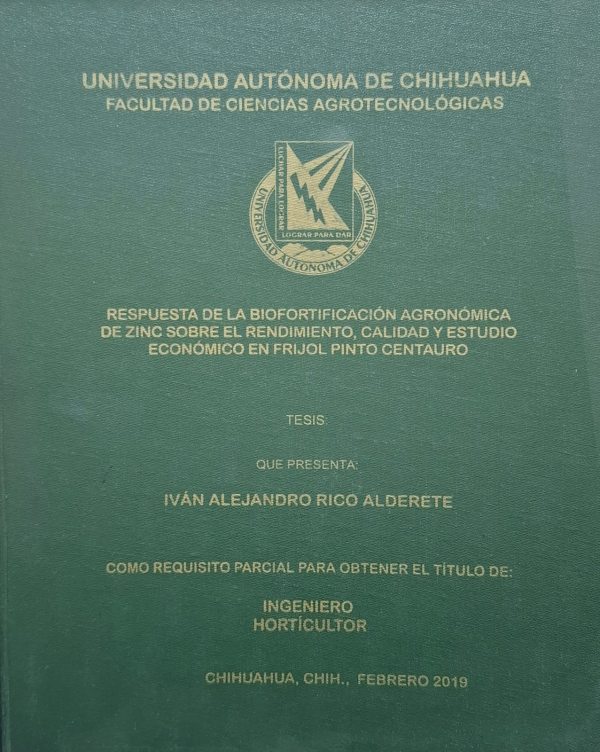 UNIVERSIDAD AUTÓNOMA DE CHIHUAHUA
FACULTAD DE CIENCIAS AGROTECNOLÓGICAS
LUCHAR PARA LOGRAR
LOGRAR PARA DAR
UNIVERSIDAD AUTONOMA DE CHIHUAHUA
RESPUESTA DE LA BIOFORTIFICACIÓN AGRONÓMICA
DE ZINC SOBRE EL RENDIMIENTO, CALIDAD Y ESTUDIO
ECONÓMICO EN FRIJOL PINTO CENTAURO
TESIS:
QUE PRESENTA:
IVÁN ALEJANDRO RICO ALDERETE
COMO REQUISITO PARCIAL PARA OBTENER EL TÍTULO DE:
INGENIERO
HORTÍCULTOR
CHIHUAHUA, CHIH., FEBRERO 2019